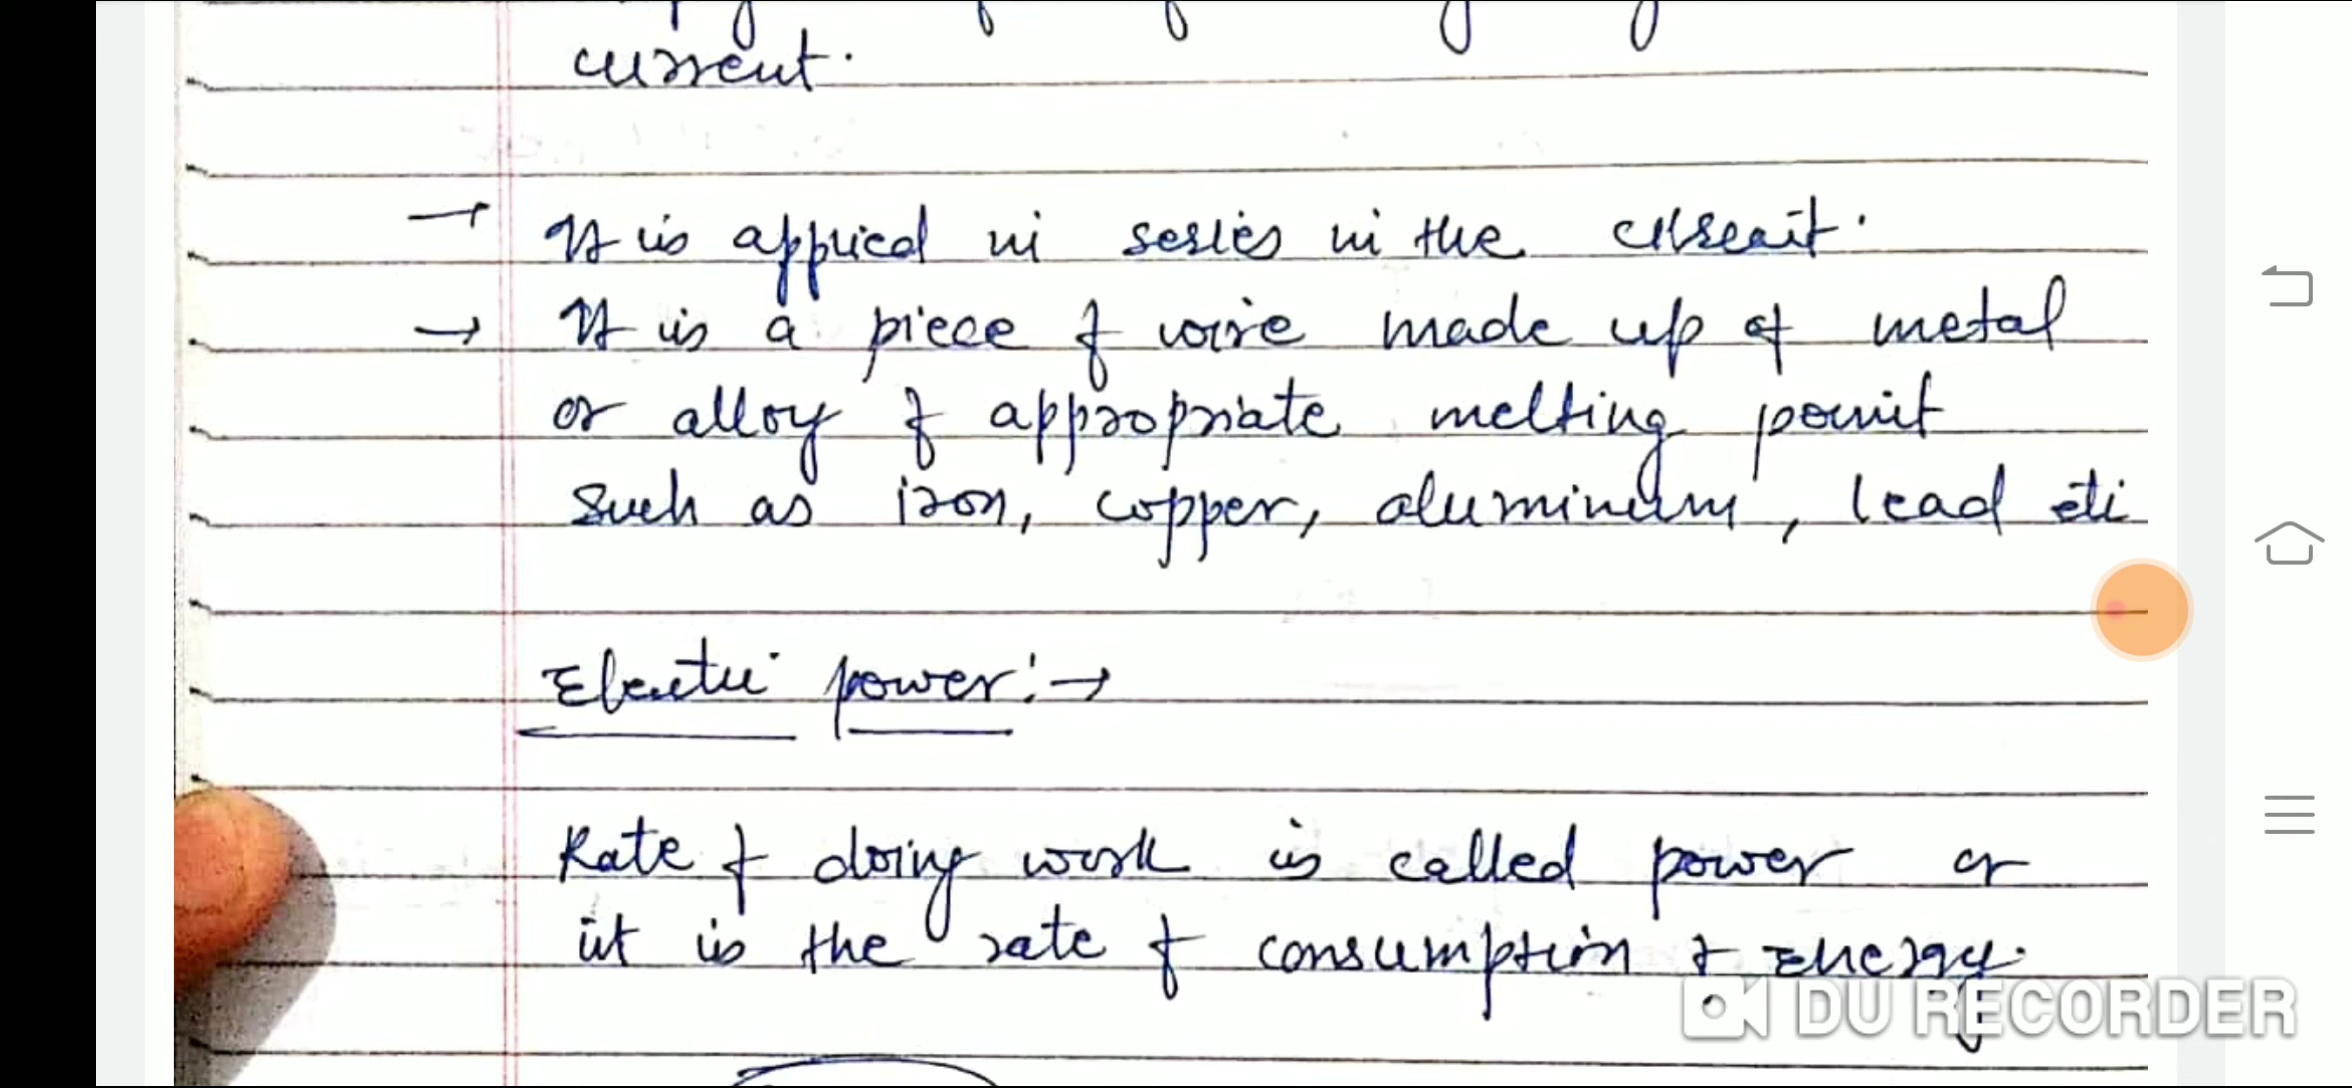 current.
→ It is applied in series in the circuit.
→ It is a piece of wire made up of metal
or alloy of appropriate melting point
such as iron, copper, aluminium, lead etc
Electric power:→
Rate of doing work is called power or
it is the rate of consumption of Energy.
DU RECORDER